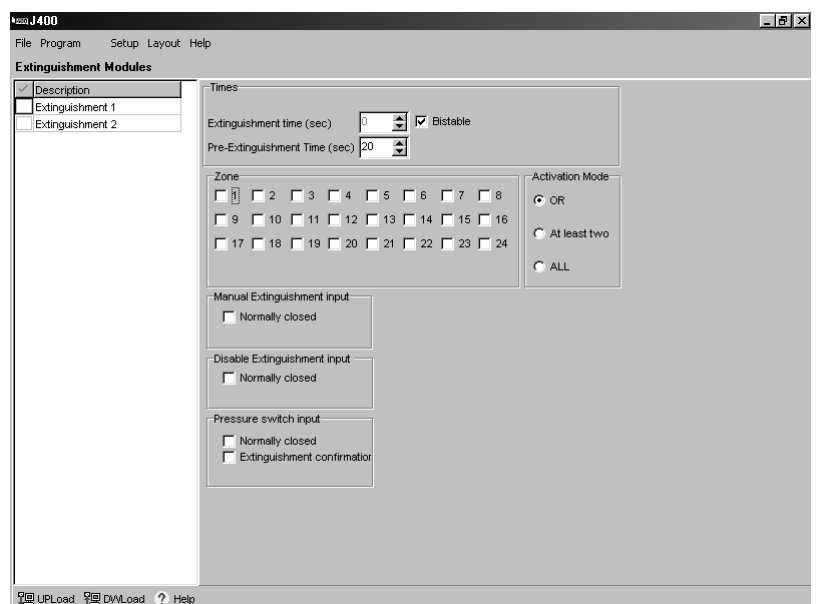 J400
File Program Setup Layout Help
Extinguishment Modules
Description
Extinguishment 1
Extinguishment 2
Times
Extinguishment time (sec) 0 Bistable
Pre-Extinguishment Time (sec) 20
Zone
1 2 3 4 5 6 7 8
9 10 11 12 13 14 15 16
17 18 19 20 21 22 23 24
Activation Mode
OR
At least two
ALL
Manual Extinguishment input
Normally closed
Disable Extinguishment input
Normally closed
Pressure switch input
Normally closed
Extinguishment confirmation
UPLoad DWLoad ? Help